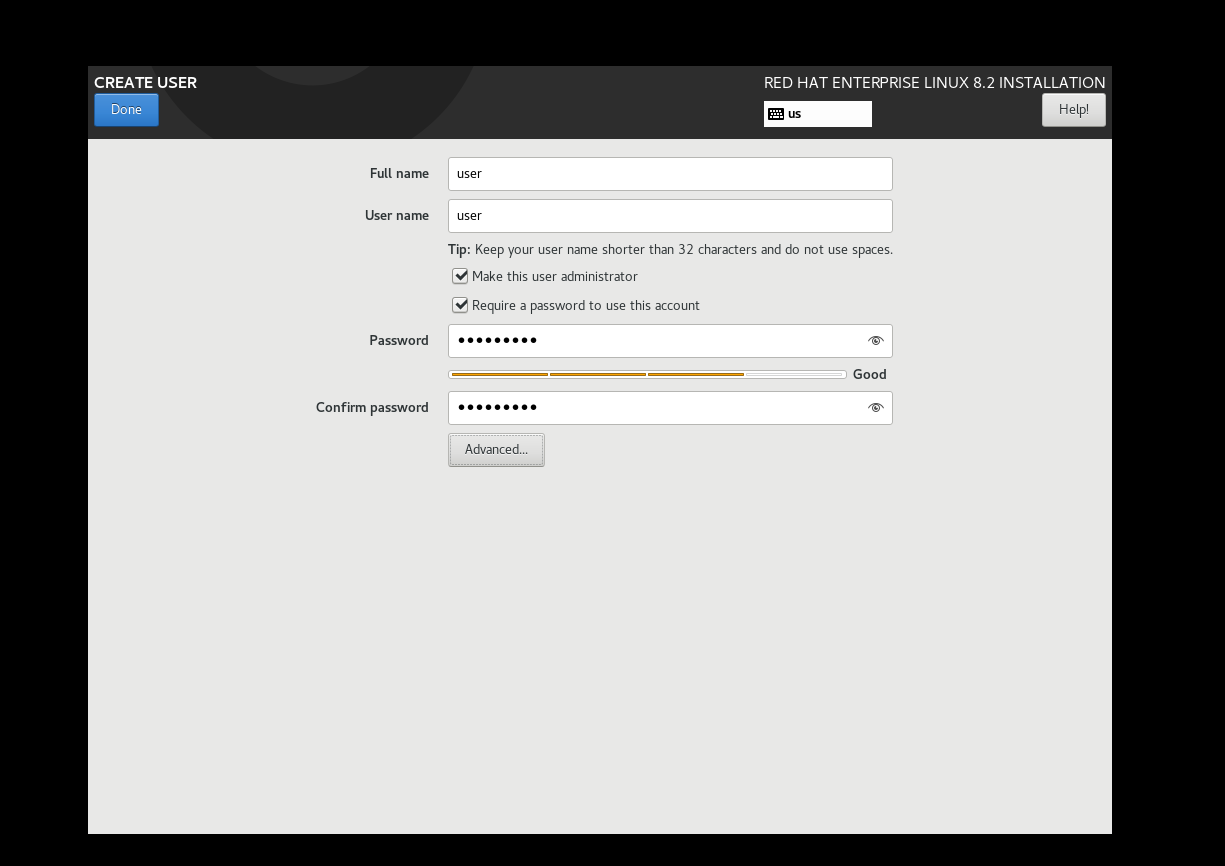 CREATE USER
RED HAT ENTERPRISE LINUX 8.2 INSTALLATION
Done
us
Help!
Full name
user
User name
user
Tip: Keep your user name shorter than 32 characters and do not use spaces.
Make this user administrator
Require a password to use this account
Password
●●●●●●●●●
Good
Confirm password
●●●●●●●●●
Advanced...